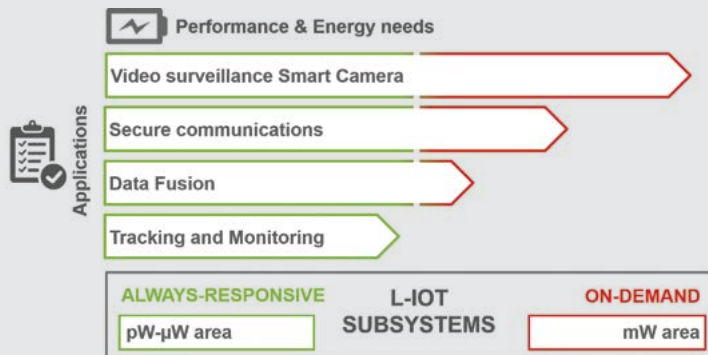 Performance & Energy needs
Applications
Video surveillance Smart Camera
Secure communications
Data Fusion
Tracking and Monitoring
ALWAYS-RESPONSIVE
pW-µW area
L-IOT
SUBSYSTEMS
ON-DEMAND
mW area